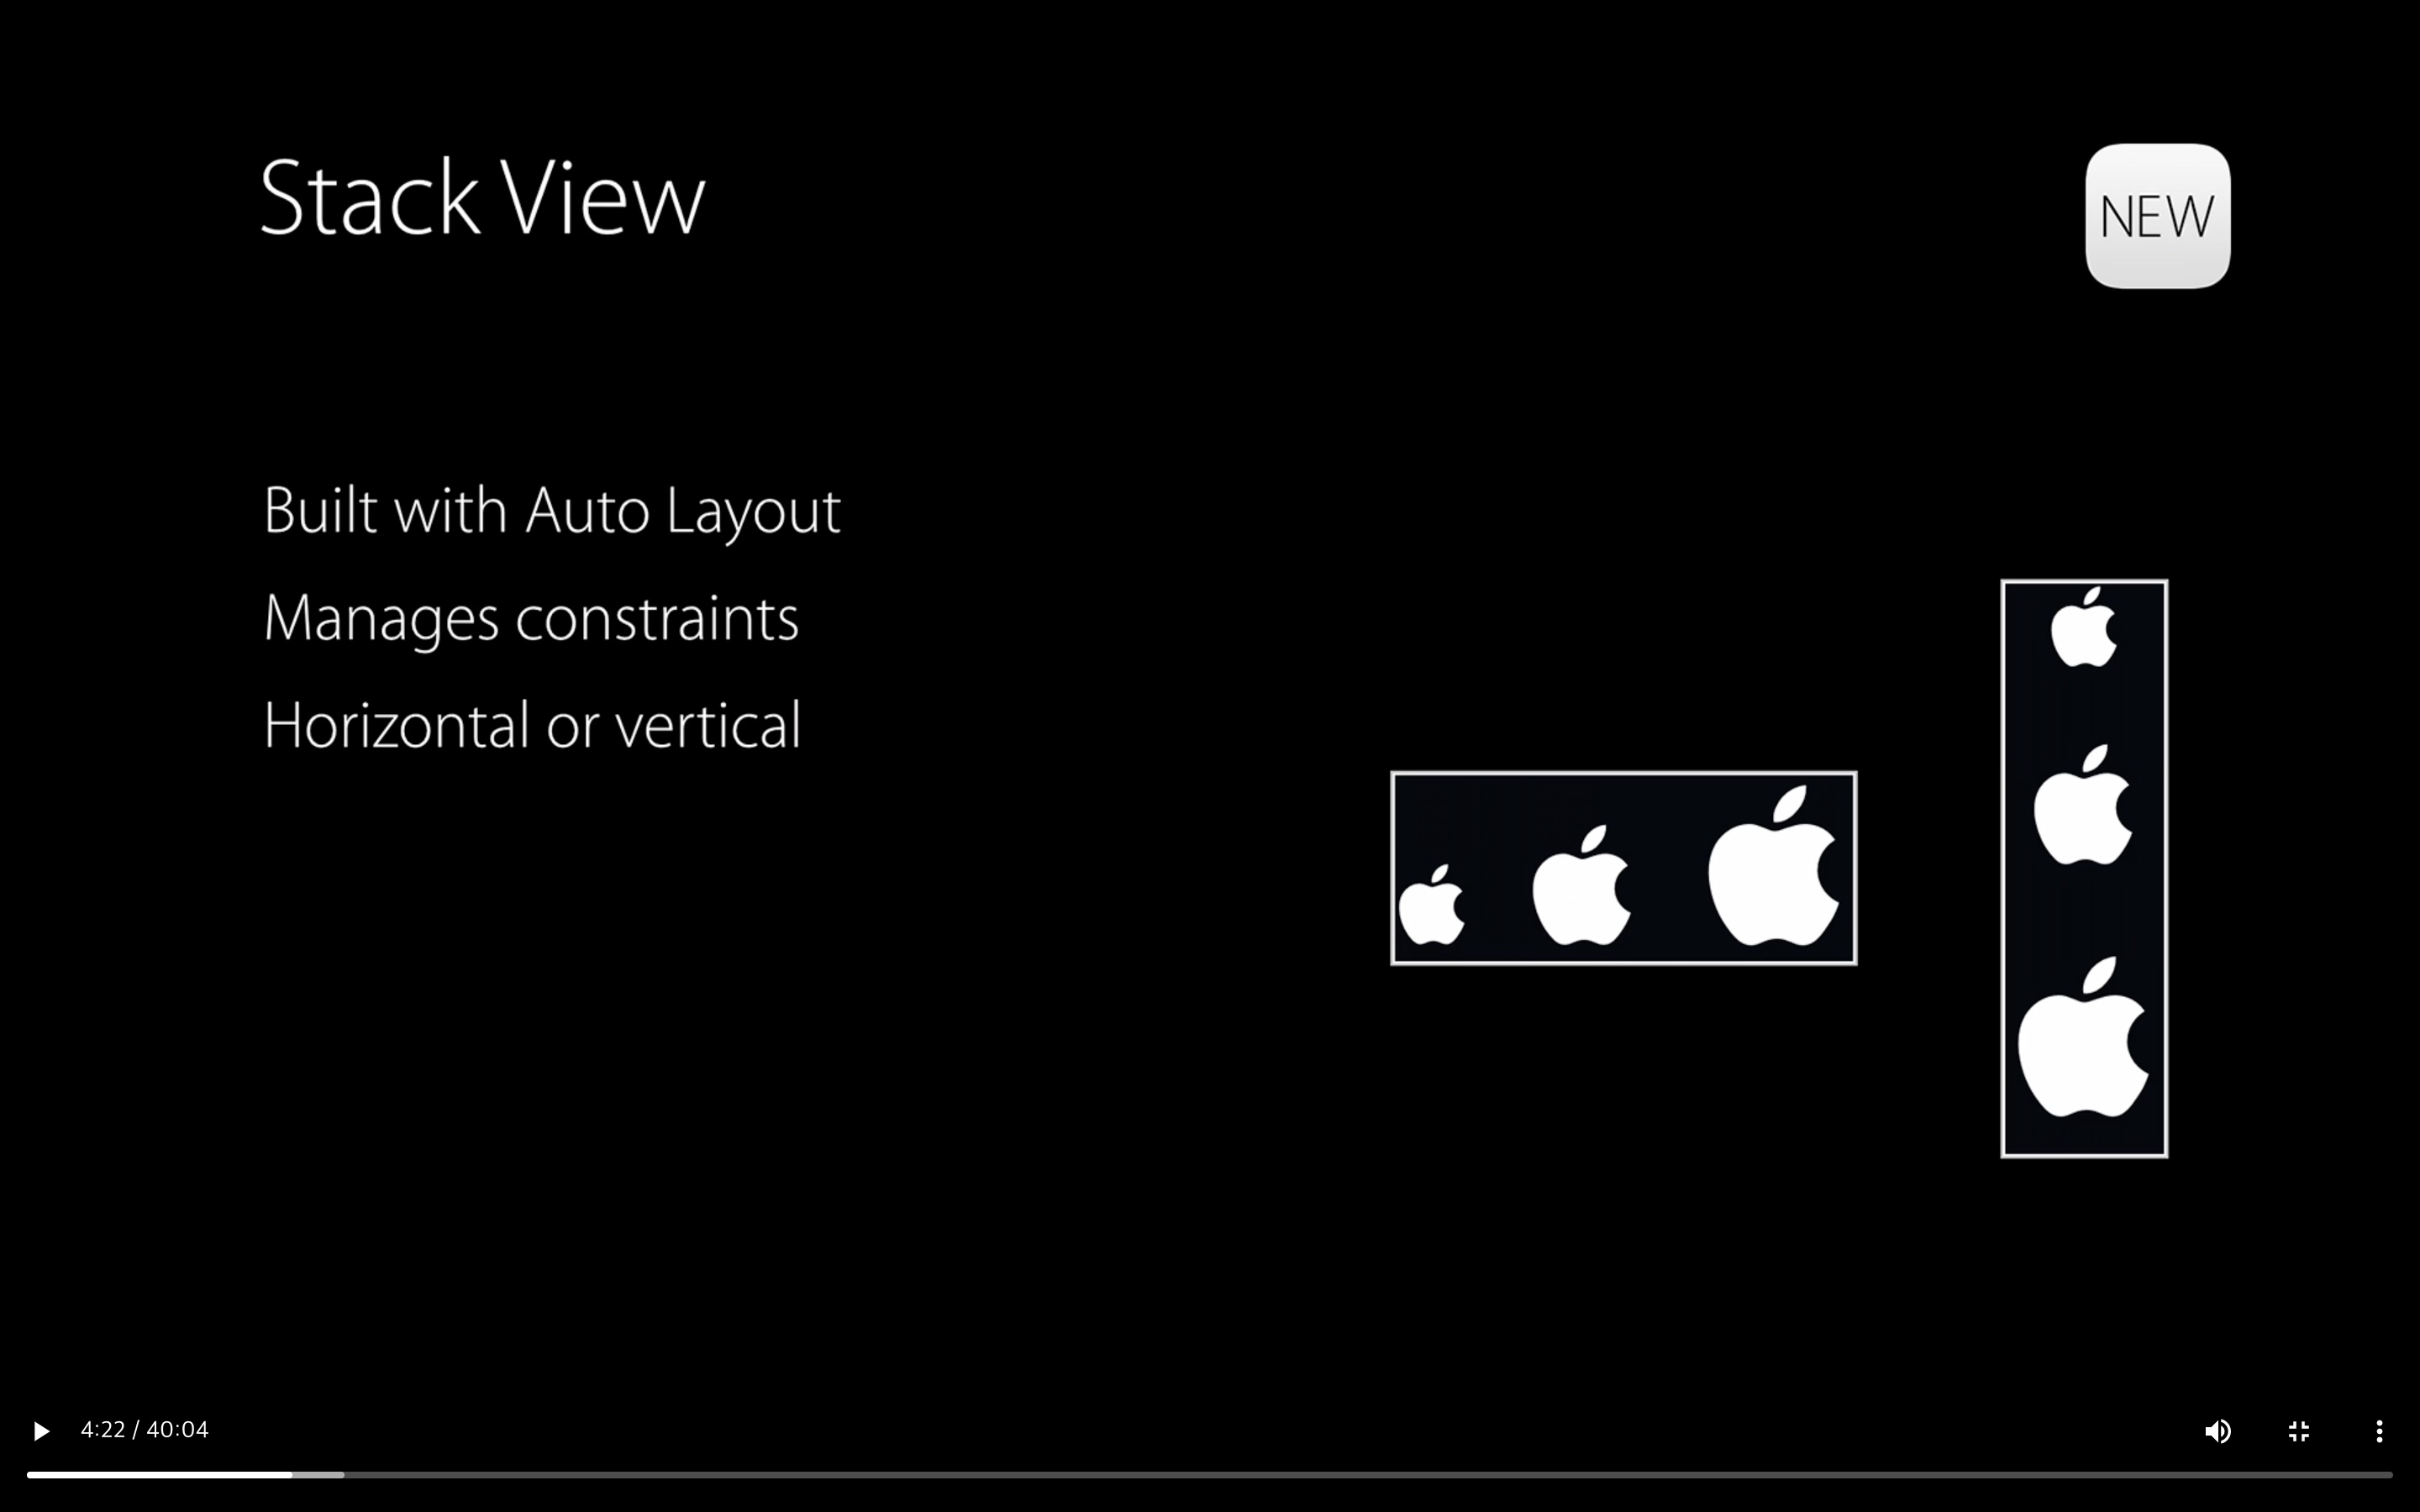 Stack View
NEW
Built with Auto Layout
Manages constraints
Horizontal or vertical
4:22 / 40:04